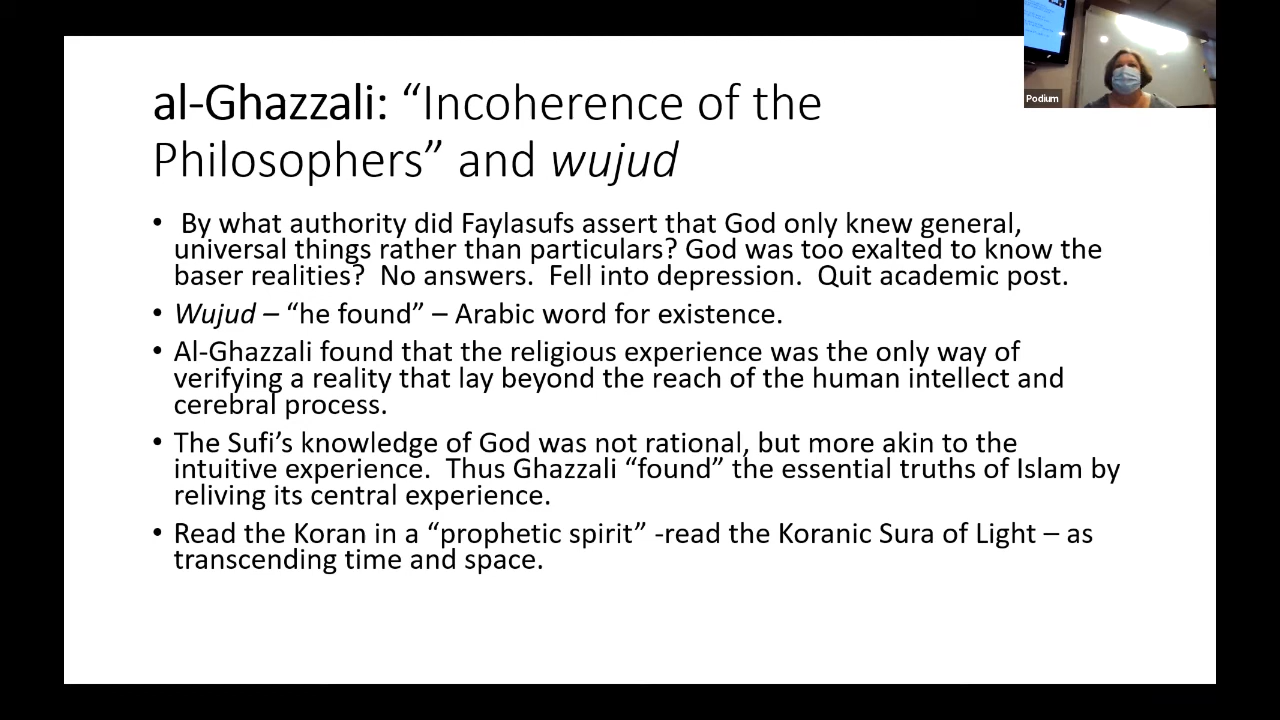 al-Ghazzali: “Incoherence of the
Philosophers” and wujud
• By what authority did Faylasufs assert that God only knew general,
universal things rather than particulars? God was too exalted to know the
baser realities? No answers. Fell into depression. Quit academic post.
• Wujud – “he found” – Arabic word for existence.
• Al-Ghazzali found that the religious experience was the only way of
verifying a reality that lay beyond the reach of the human intellect and
cerebral process.
• The Sufi’s knowledge of God was not rational, but more akin to the
intuitive experience. Thus Ghazzali “found” the essential truths of Islam by
reliving its central experience.
• Read the Koran in a “prophetic spirit” -read the Koranic Sura of Light – as
transcending time and space.
Podium